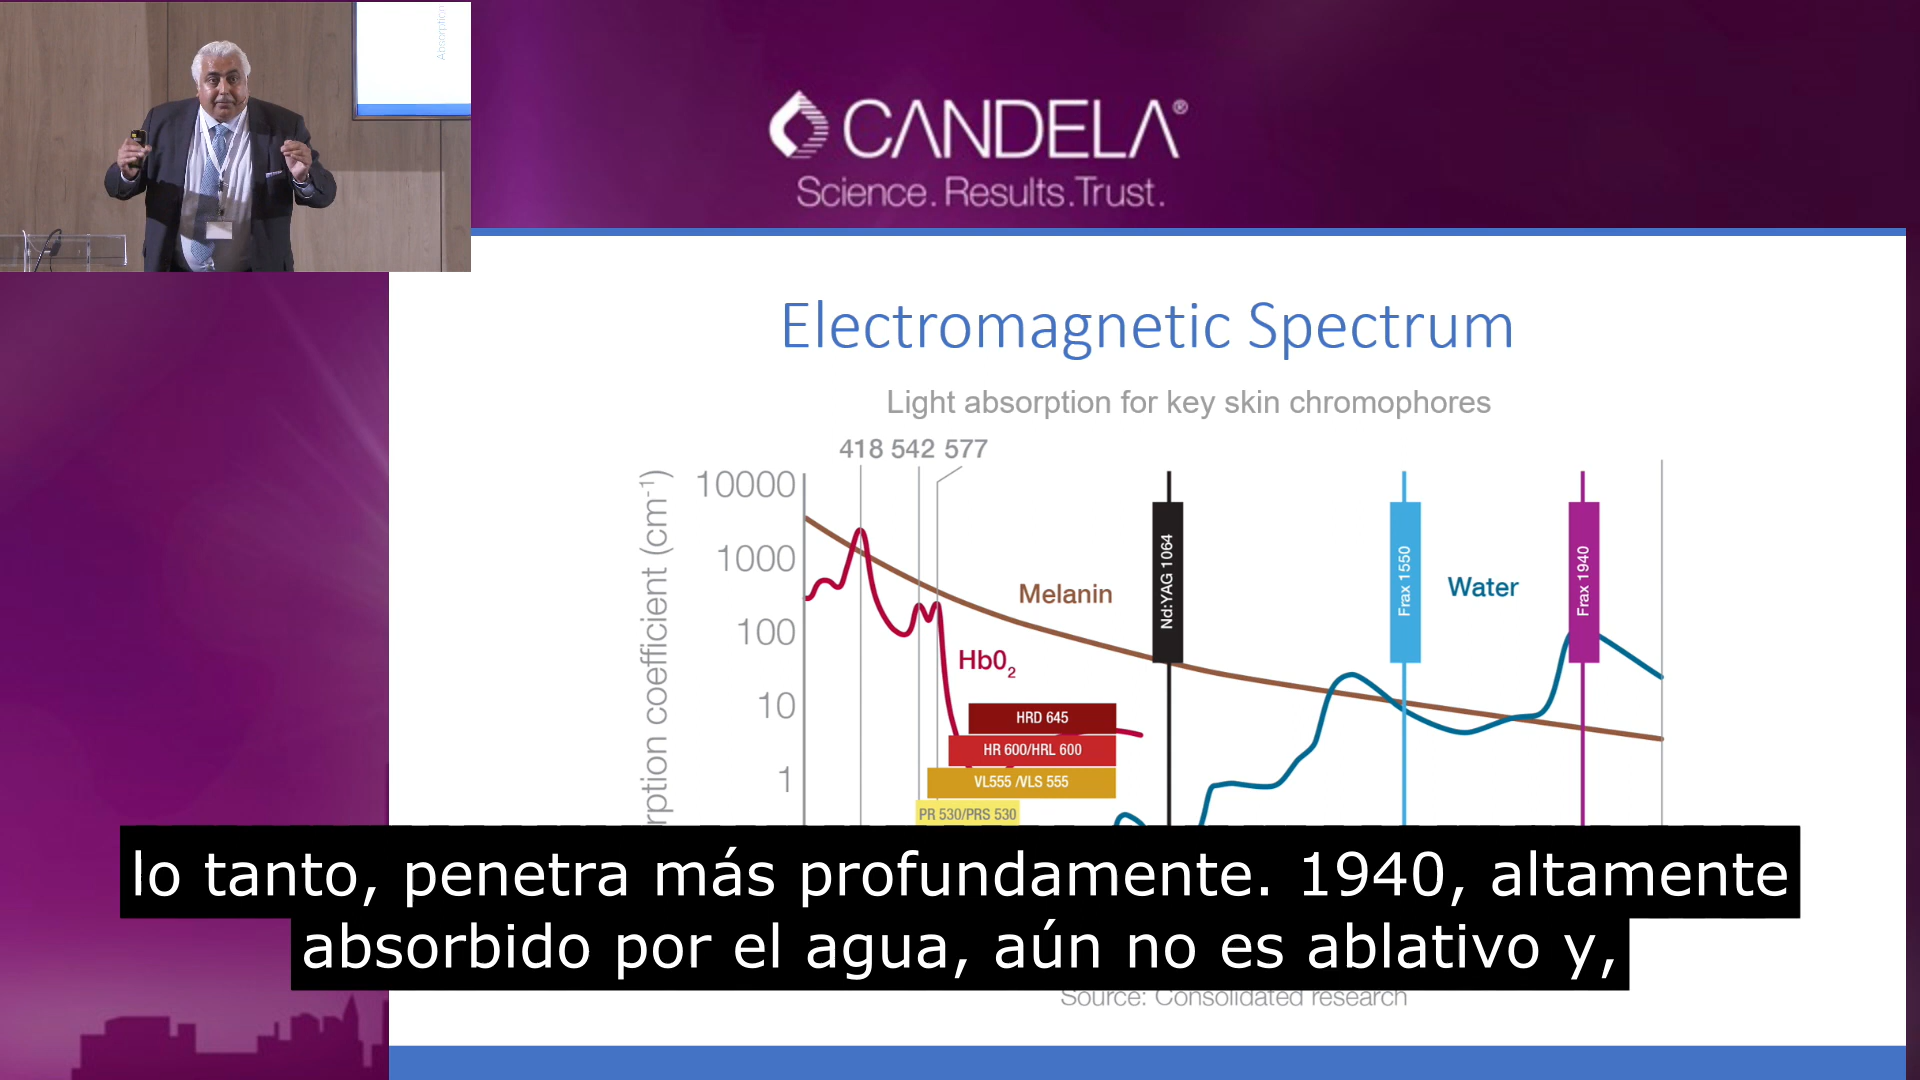 Absorption
CANDELA®
Science. Results. Trust.
Electromagnetic Spectrum
Light absorption for key skin chromophores
418 542 577
10000
1000
100
10
1
rption coefficient (cm-1)
Melanin
HbO2
Nd:YAG 1064
Frax 1550
Water
Frax 1940
HRD 645
HR 600/HRL 600
VL555 /VLS 555
PR 530/PRS 530
lo tanto, penetra más profundamente. 1940, altamente
absorbido por el agua, aún no es ablativo y,
Source: Consolidated research